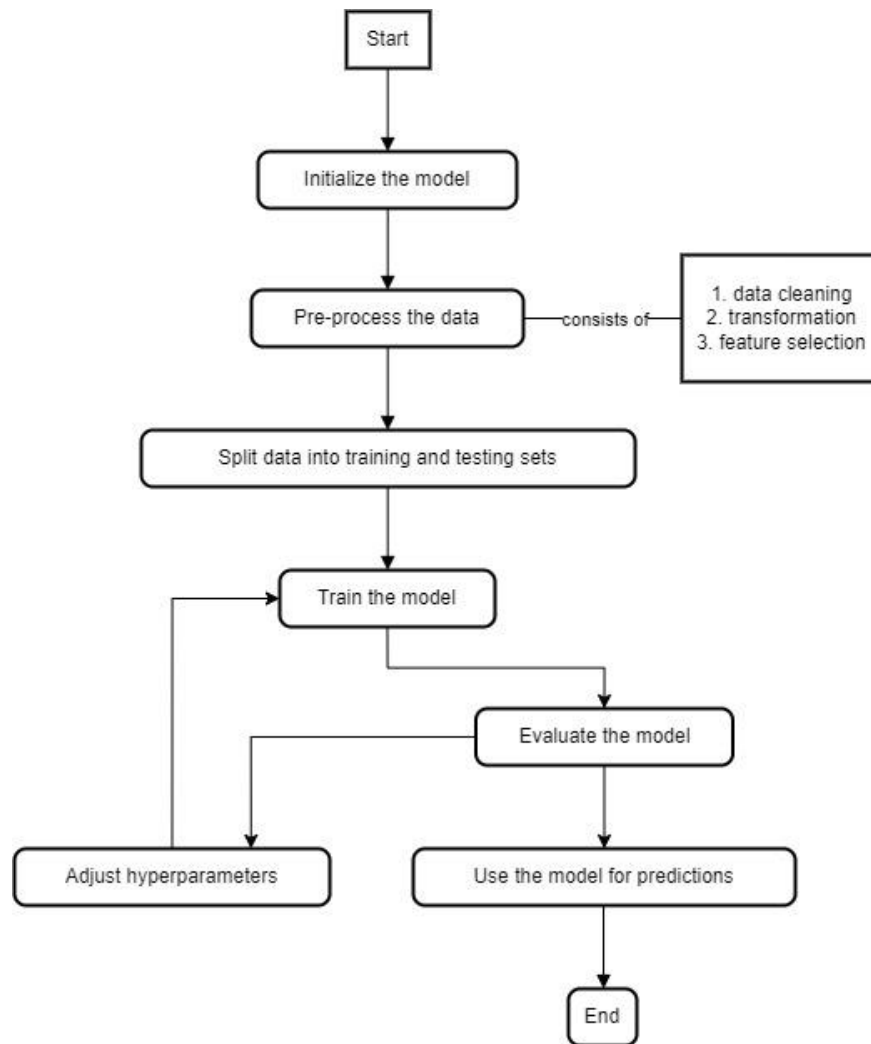 Start
Initialize the model
Pre-process the data
consists of
1. data cleaning
2. transformation
3. feature selection
Split data into training and testing sets
Train the model
Evaluate the model
Adjust hyperparameters
Use the model for predictions
End